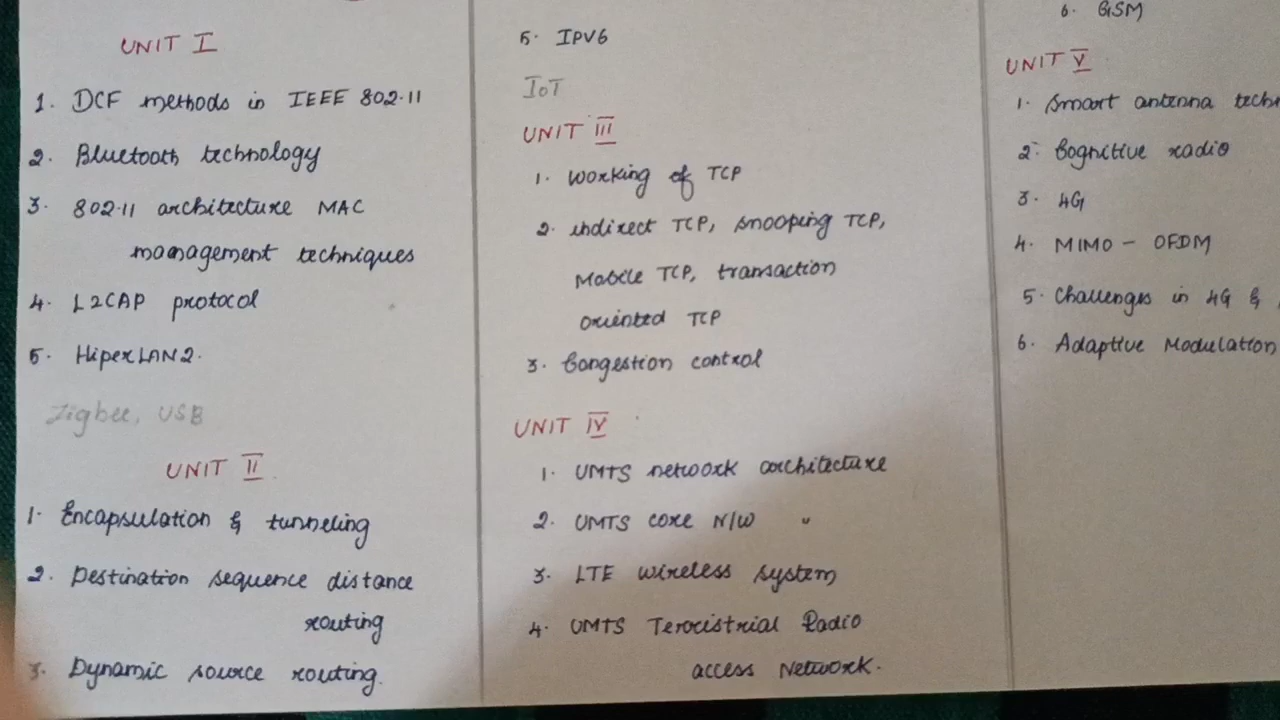 UNIT I
1. DCF methods in IEEE 802.11
2. Bluetooth technology
3. 802.11 architecture MAC
management techniques
4. L2CAP protocol
5. HiperLAN2.
Zigbee, USB
UNIT II
1. Encapsulation & tunneling
2. Destination sequence distance
routing
3. Dynamic source routing.
5. IPV6
IoT
UNIT III
1. Working of TCP
2. indirect TCP, snooping TCP,
Mobile TCP, transaction
oriented TCP
3. Congestion control
UNIT IV
1. UMTS network architecture
2. UMTS core N/W "
3. LTE wireless system
4. UMTS Terristrial Radio
access Network.
6. GSM
UNIT V
1. Smart antenna techn
2. Cognitive radio
3. 4G
4. MIMO - OFDM
5. Challenges in 4G &
6. Adaptive Modulation